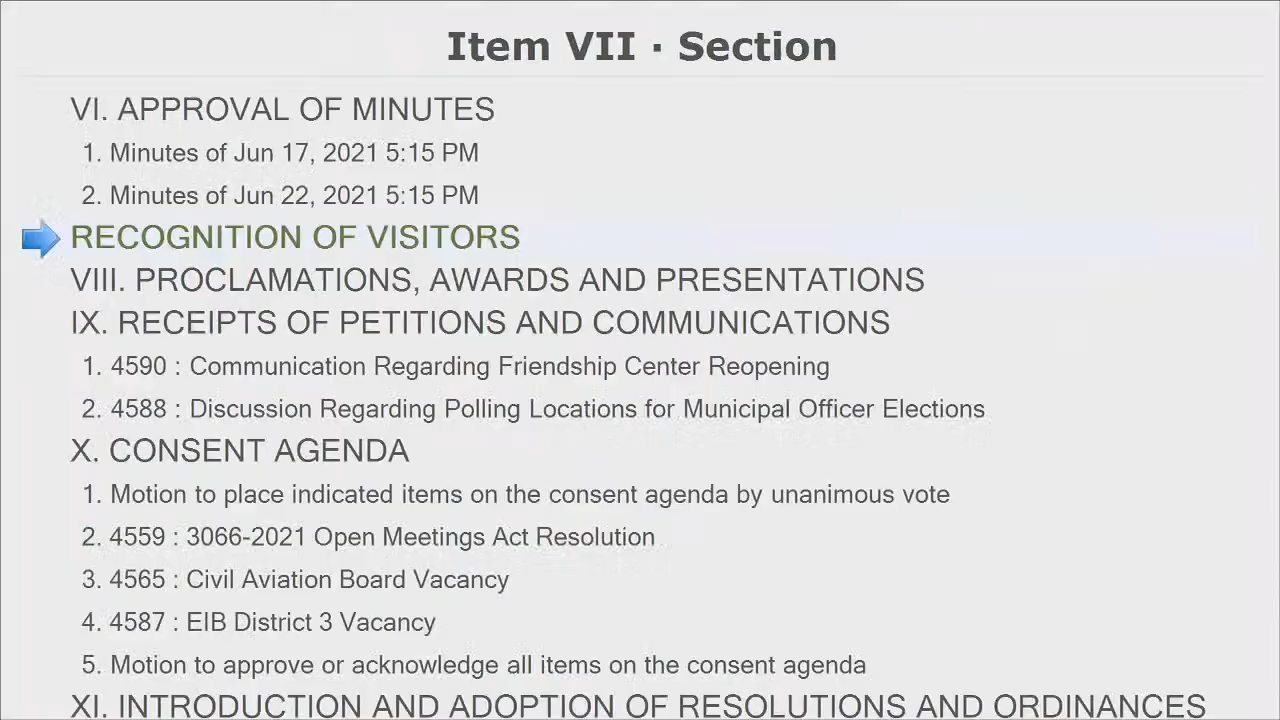 Item VII · Section
VI. APPROVAL OF MINUTES
1. Minutes of Jun 17, 2021 5:15 PM
2. Minutes of Jun 22, 2021 5:15 PM
RECOGNITION OF VISITORS
VIII. PROCLAMATIONS, AWARDS AND PRESENTATIONS
IX. RECEIPTS OF PETITIONS AND COMMUNICATIONS
1. 4590 : Communication Regarding Friendship Center Reopening
2. 4588 : Discussion Regarding Polling Locations for Municipal Officer Elections
X. CONSENT AGENDA
1. Motion to place indicated items on the consent agenda by unanimous vote
2. 4559 : 3066-2021 Open Meetings Act Resolution
3. 4565 : Civil Aviation Board Vacancy
4. 4587 : EIB District 3 Vacancy
5. Motion to approve or acknowledge all items on the consent agenda
XI. INTRODUCTION AND ADOPTION OF RESOLUTIONS AND ORDINANCES